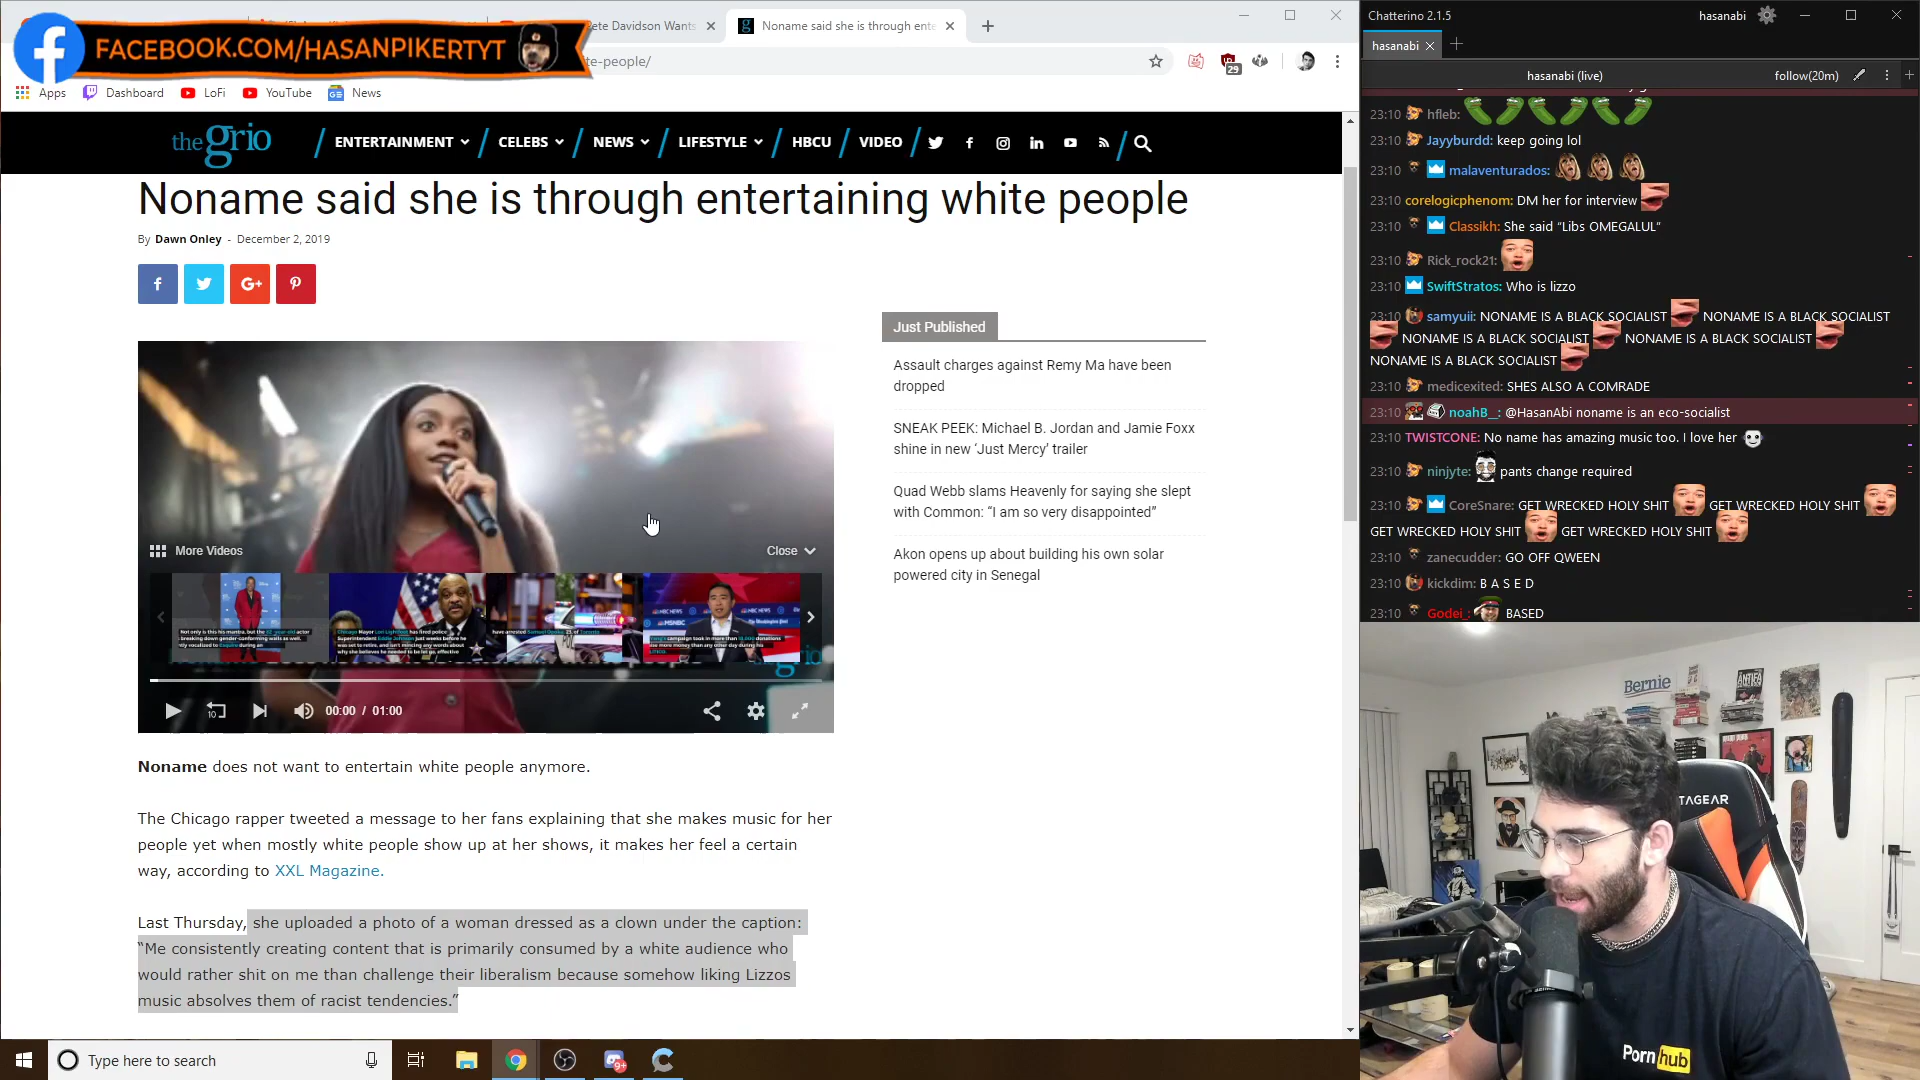 FACEBOOK.COM/HASANPIKERTYT
ete Davidson Wants
Noname said she is through ente
te-people/
29
Apps
Dashboard
LoFi
YouTube
News
the grio
ENTERTAINMENT
CELEBS
NEWS
LIFESTYLE
HBCU
VIDEO
Noname said she is through entertaining white people
By Dawn Onley - December 2, 2019
G+
Just Published
Assault charges against Remy Ma have been
dropped
SNEAK PEEK: Michael B. Jordan and Jamie Foxx
shine in new ‘Just Mercy’ trailer
Quad Webb slams Heavenly for saying she slept
with Common: “I am so very disappointed”
Akon opens up about building his own solar
powered city in Senegal
More Videos
Close
10
00:00 / 01:00
Noname does not want to entertain white people anymore.
The Chicago rapper tweeted a message to her fans explaining that she makes music for her
people yet when mostly white people show up at her shows, it makes her feel a certain
way, according to XXL Magazine.
Last Thursday, she uploaded a photo of a woman dressed as a clown under the caption:
“Me consistently creating content that is primarily consumed by a white audience who
would rather shit on me than challenge their liberalism because somehow liking Lizzos
music absolves them of racist tendencies.”
Type here to search
Chatterino 2.1.5
hasanabi
hasanabi
hasanabi (live)
follow(20m)
23:10 hfleb:
23:10 Jayyburdd: keep going lol
23:10 malaventurados:
23:10 corelogicphenom: DM her for interview
23:10 Classikh: She said “Libs OMEGALUL”
23:10 Rick_rock21:
23:10 SwiftStratos: Who is lizzo
23:10 samyuii: NONAME IS A BLACK SOCIALIST NONAME IS A BLACK SOCIALIST
NONAME IS A BLACK SOCIALIST NONAME IS A BLACK SOCIALIST
NONAME IS A BLACK SOCIALIST
23:10 medicexited: SHES ALSO A COMRADE
23:10 noahB__: @HasanAbi noname is an eco-socialist
23:10 TWISTCONE: No name has amazing music too. I love her
23:10 ninjyte: pants change required
23:10 CoreSnare: GET WRECKED HOLY SHIT GET WRECKED HOLY SHIT
GET WRECKED HOLY SHIT GET WRECKED HOLY SHIT
23:10 zanecudder: GO OFF QWEEN
23:10 kickdim: B A S E D
23:10 Godei_: BASED
Bernie
ANTIFA
TAGEAR
Porn hub